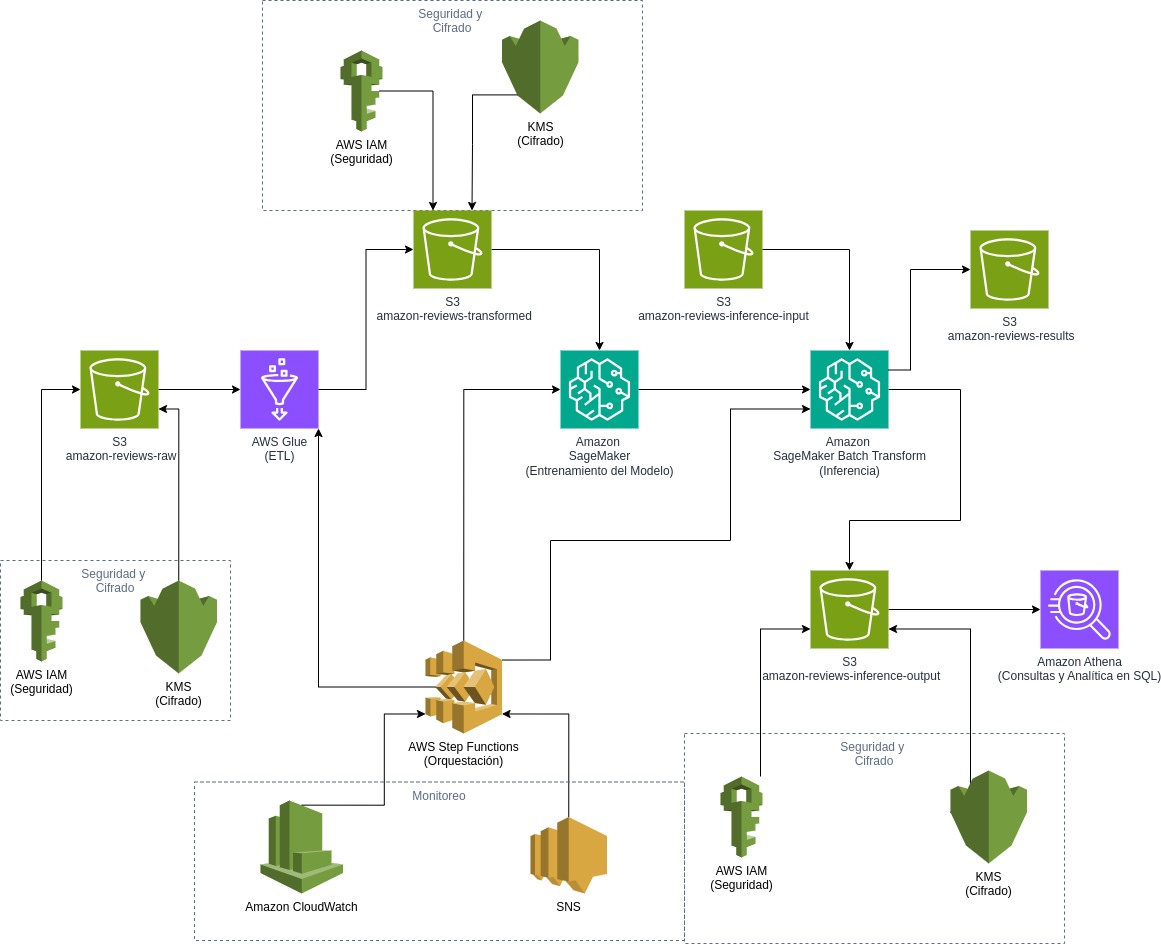 Seguridad y
Cifrado
AWS IAM
(Seguridad)
KMS
(Cifrado)
S3
amazon-reviews-transformed
S3
amazon-reviews-inference-input
S3
amazon-reviews-results
S3
amazon-reviews-raw
AWS Glue
(ETL)
Amazon
SageMaker
(Entrenamiento del Modelo)
Amazon
SageMaker Batch Transform
(Inferencia)
Seguridad y
Cifrado
AWS IAM
(Seguridad)
KMS
(Cifrado)
S3
amazon-reviews-inference-output
Amazon Athena
(Consultas y Analítica en SQL)
AWS Step Functions
(Orquestación)
Monitoreo
Amazon CloudWatch
SNS
Seguridad y
Cifrado
AWS IAM
(Seguridad)
KMS
(Cifrado)